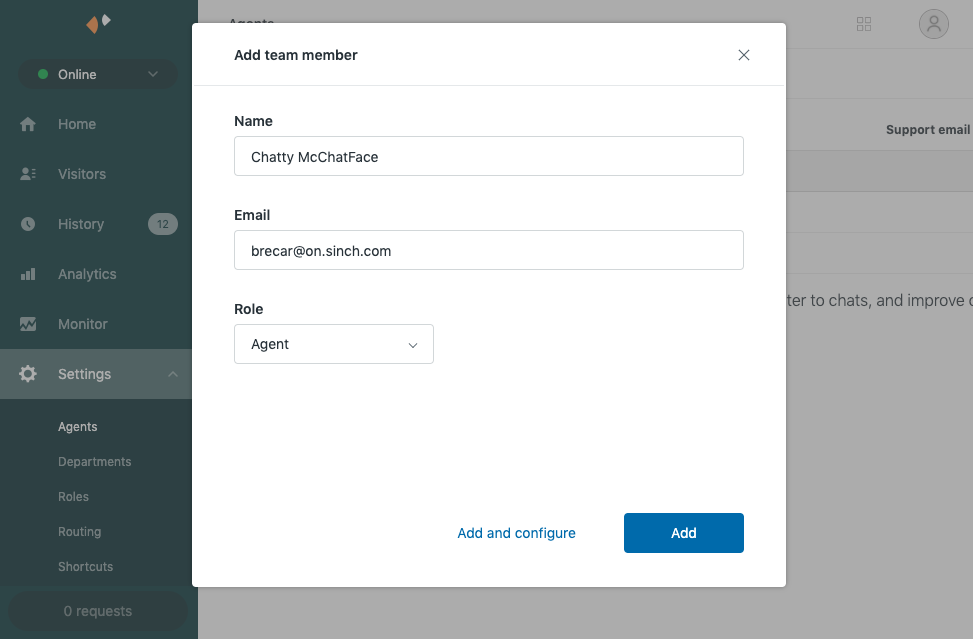 Agents
Online
Home
Visitors
History 12
Analytics
Monitor
Settings
Agents
Departments
Roles
Routing
Shortcuts
0 requests
Add team member
Name
Chatty McChatFace
Email
brecar@on.sinch.com
Role
Agent
Add and configure
Add
Support email
to chats, and improve